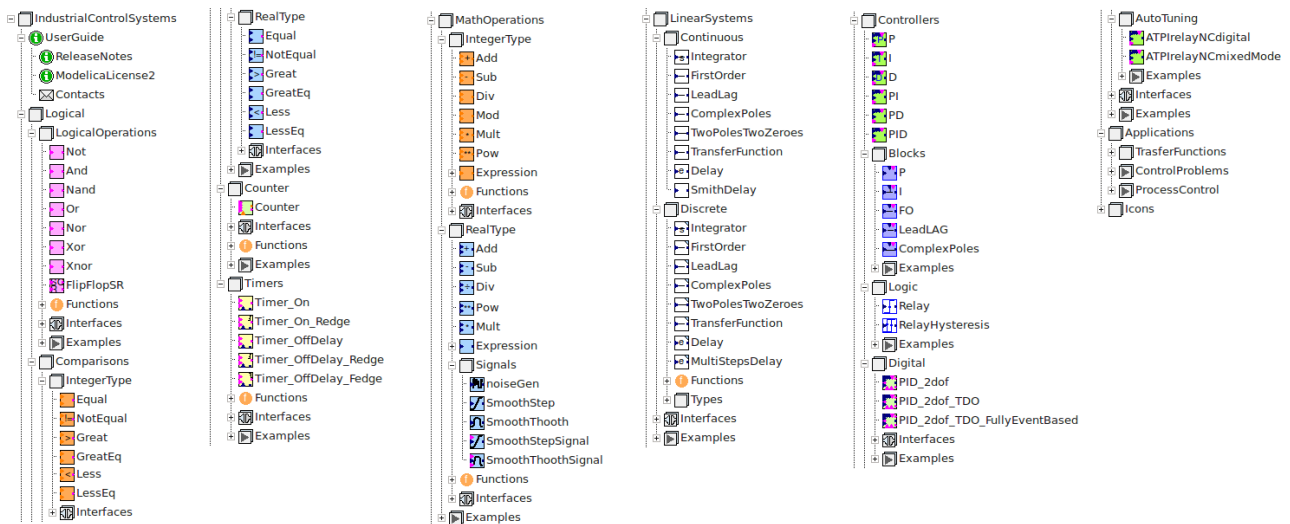 IndustrialControlSystems
UserGuide
ReleaseNotes
ModelicaLicense2
Contacts
Logical
LogicalOperations
Not
And
Nand
Or
Nor
Xor
Xnor
FlipFlopSR
Functions
Interfaces
Examples
Comparisons
IntegerType
Equal
NotEqual
Great
GreatEq
Less
LessEq
Interfaces
RealType
Equal
NotEqual
Great
GreatEq
Less
LessEq
Interfaces
Examples
Counter
Counter
Interfaces
Functions
Examples
Timers
Timer_On
Timer_On_Redge
Timer_OffDelay
Timer_OffDelay_Redge
Timer_OffDelay_Fedge
Functions
Interfaces
Examples
MathOperations
IntegerType
Add
Sub
Div
Mod
Mult
Pow
Expression
Functions
Interfaces
RealType
Add
Sub
Div
Pow
Mult
Expression
Signals
noiseGen
SmoothStep
SmoothThooth
SmoothStepSignal
SmoothThoothSignal
Functions
Interfaces
Examples
LinearSystems
Continuous
Integrator
FirstOrder
LeadLag
ComplexPoles
TwoPolesTwoZeroes
TransferFunction
Delay
SmithDelay
Discrete
Integrator
FirstOrder
LeadLag
ComplexPoles
TwoPolesTwoZeroes
TransferFunction
Delay
MultiStepsDelay
Functions
Types
Interfaces
Examples
Controllers
P
I
D
PI
PD
PID
Blocks
P
I
FO
LeadLAG
ComplexPoles
Examples
Logic
Relay
RelayHysteresis
Examples
Digital
PID_2dof
PID_2dof_TDO
PID_2dof_TDO_FullyEventBased
Interfaces
Examples
AutoTuning
ATPIrelayNCdigital
ATPIrelayNCmixedMode
Examples
Interfaces
Examples
Applications
TrasferFunctions
ControlProblems
ProcessControl
Icons